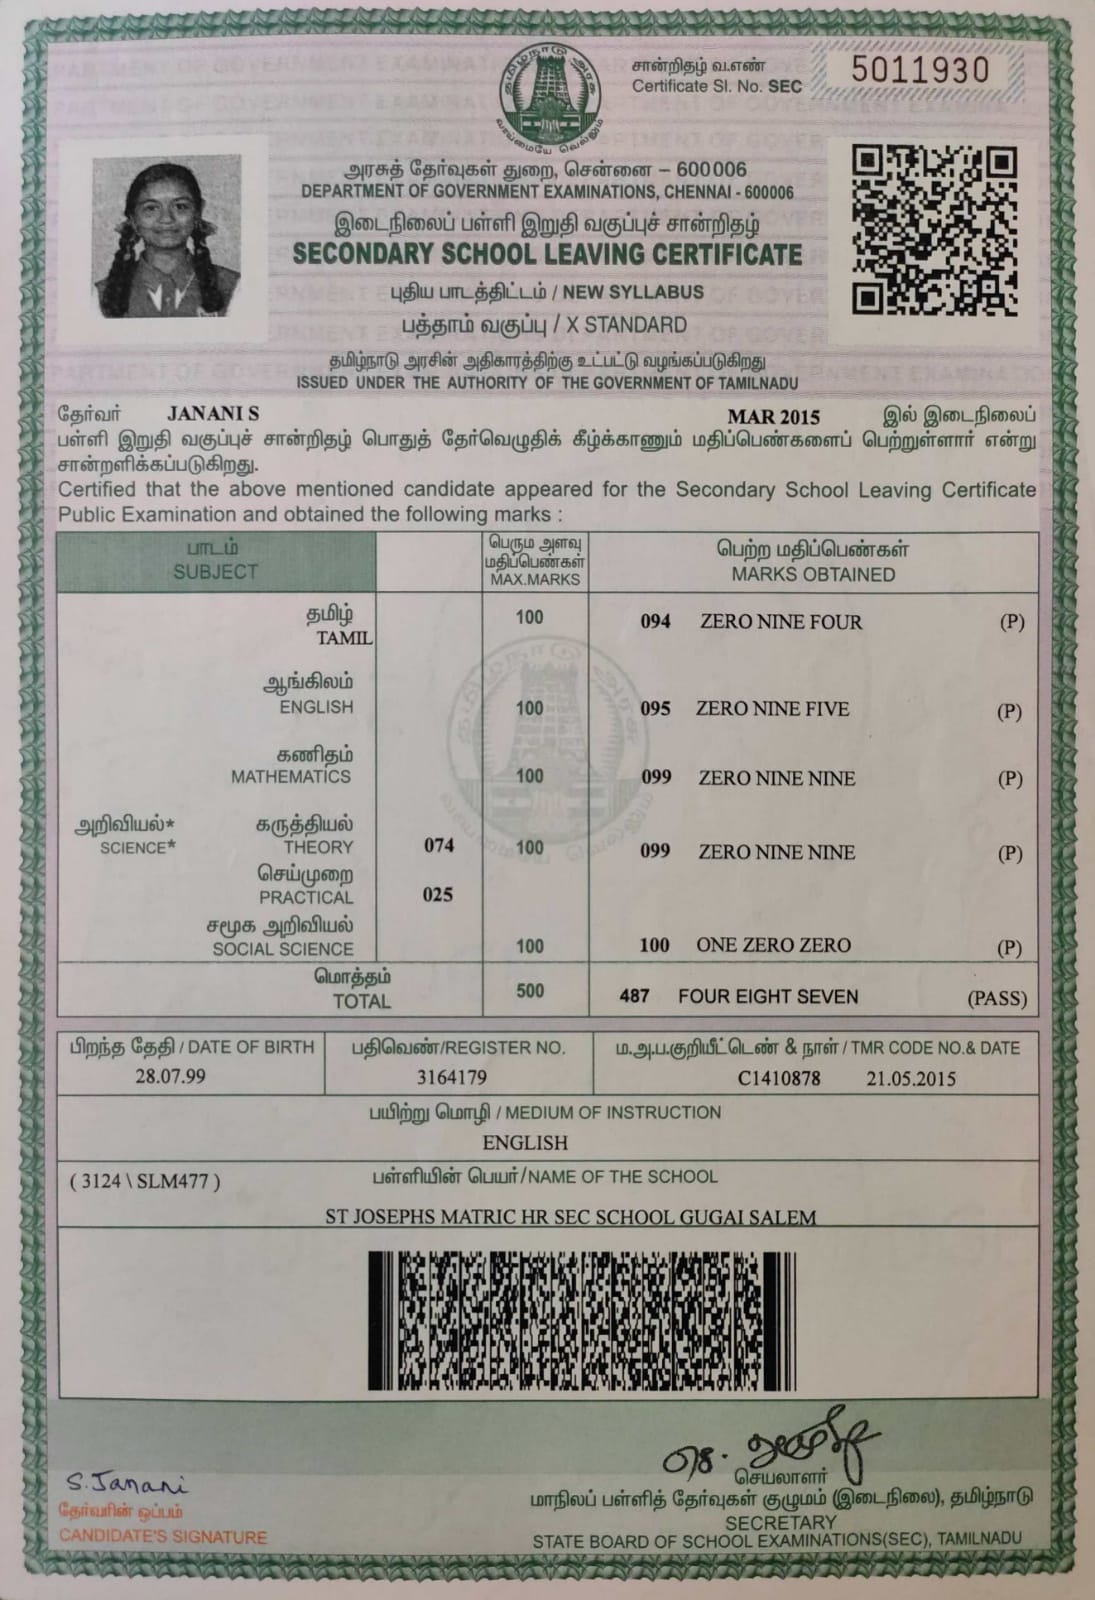 சான்றிதழ் வ.எண்
Certificate Sl. No. SEC
5011930
தமிழ்நாடு அரசு
வாய்மையே வெல்லும்
அரசுத் தேர்வுகள் துறை, சென்னை – 600006
DEPARTMENT OF GOVERNMENT EXAMINATIONS, CHENNAI - 600006
இடைநிலைப் பள்ளி இறுதி வகுப்புச் சான்றிதழ்
SECONDARY SCHOOL LEAVING CERTIFICATE
புதிய பாடத்திட்டம் / NEW SYLLABUS
பத்தாம் வகுப்பு / X STANDARD
தமிழ்நாடு அரசின் அதிகாரத்திற்கு உட்பட்டு வழங்கப்படுகிறது
ISSUED UNDER THE AUTHORITY OF THE GOVERNMENT OF TAMILNADU
தேர்வர் JANANI S MAR 2015 இல் இடைநிலைப்
பள்ளி இறுதி வகுப்புச் சான்றிதழ் பொதுத் தேர்வெழுதிக் கீழ்க்காணும் மதிப்பெண்களைப் பெற்றுள்ளார் என்று
சான்றளிக்கப்படுகிறது.
Certified that the above mentioned candidate appeared for the Secondary School Leaving Certificate
Public Examination and obtained the following marks :
பாடம் பெரும அளவு பெற்ற மதிப்பெண்கள்
SUBJECT மதிப்பெண்கள் MARKS OBTAINED
MAX.MARKS
தமிழ் 100 094 ZERO NINE FOUR (P)
TAMIL
ஆங்கிலம்
ENGLISH 100 095 ZERO NINE FIVE (P)
கணிதம்
MATHEMATICS 100 099 ZERO NINE NINE (P)
அறிவியல்* கருத்தியல்
SCIENCE* THEORY 074 100 099 ZERO NINE NINE (P)
செய்முறை
PRACTICAL 025
சமூக அறிவியல்
SOCIAL SCIENCE 100 100 ONE ZERO ZERO (P)
மொத்தம்
TOTAL 500 487 FOUR EIGHT SEVEN (PASS)
பிறந்த தேதி / DATE OF BIRTH பதிவெண்/REGISTER NO. ம.அ.ப.குறியீட்டெண் & நாள் / TMR CODE NO.& DATE
28.07.99 3164179 C1410878 21.05.2015
பயிற்று மொழி / MEDIUM OF INSTRUCTION
ENGLISH
( 3124 \ SLM477 ) பள்ளியின் பெயர்/NAME OF THE SCHOOL
ST JOSEPHS MATRIC HR SEC SCHOOL GUGAI SALEM
S.Janani
தேர்வரின் ஒப்பம்
CANDIDATE'S SIGNATURE
செயலாளர்
மாநிலப் பள்ளித் தேர்வுகள் குழுமம் (இடைநிலை), தமிழ்நாடு
SECRETARY
STATE BOARD OF SCHOOL EXAMINATIONS(SEC), TAMILNADU